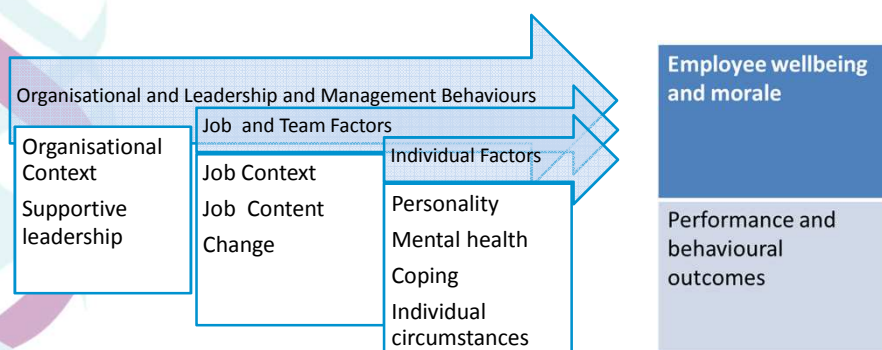 Organisational and Leadership and Management Behaviours
Job and Team Factors
Individual Factors
Organisational
Context
Supportive
leadership
Job Context
Job Content
Change
Personality
Mental health
Coping
Individual
circumstances
Employee wellbeing
and morale
Performance and
behavioural
outcomes